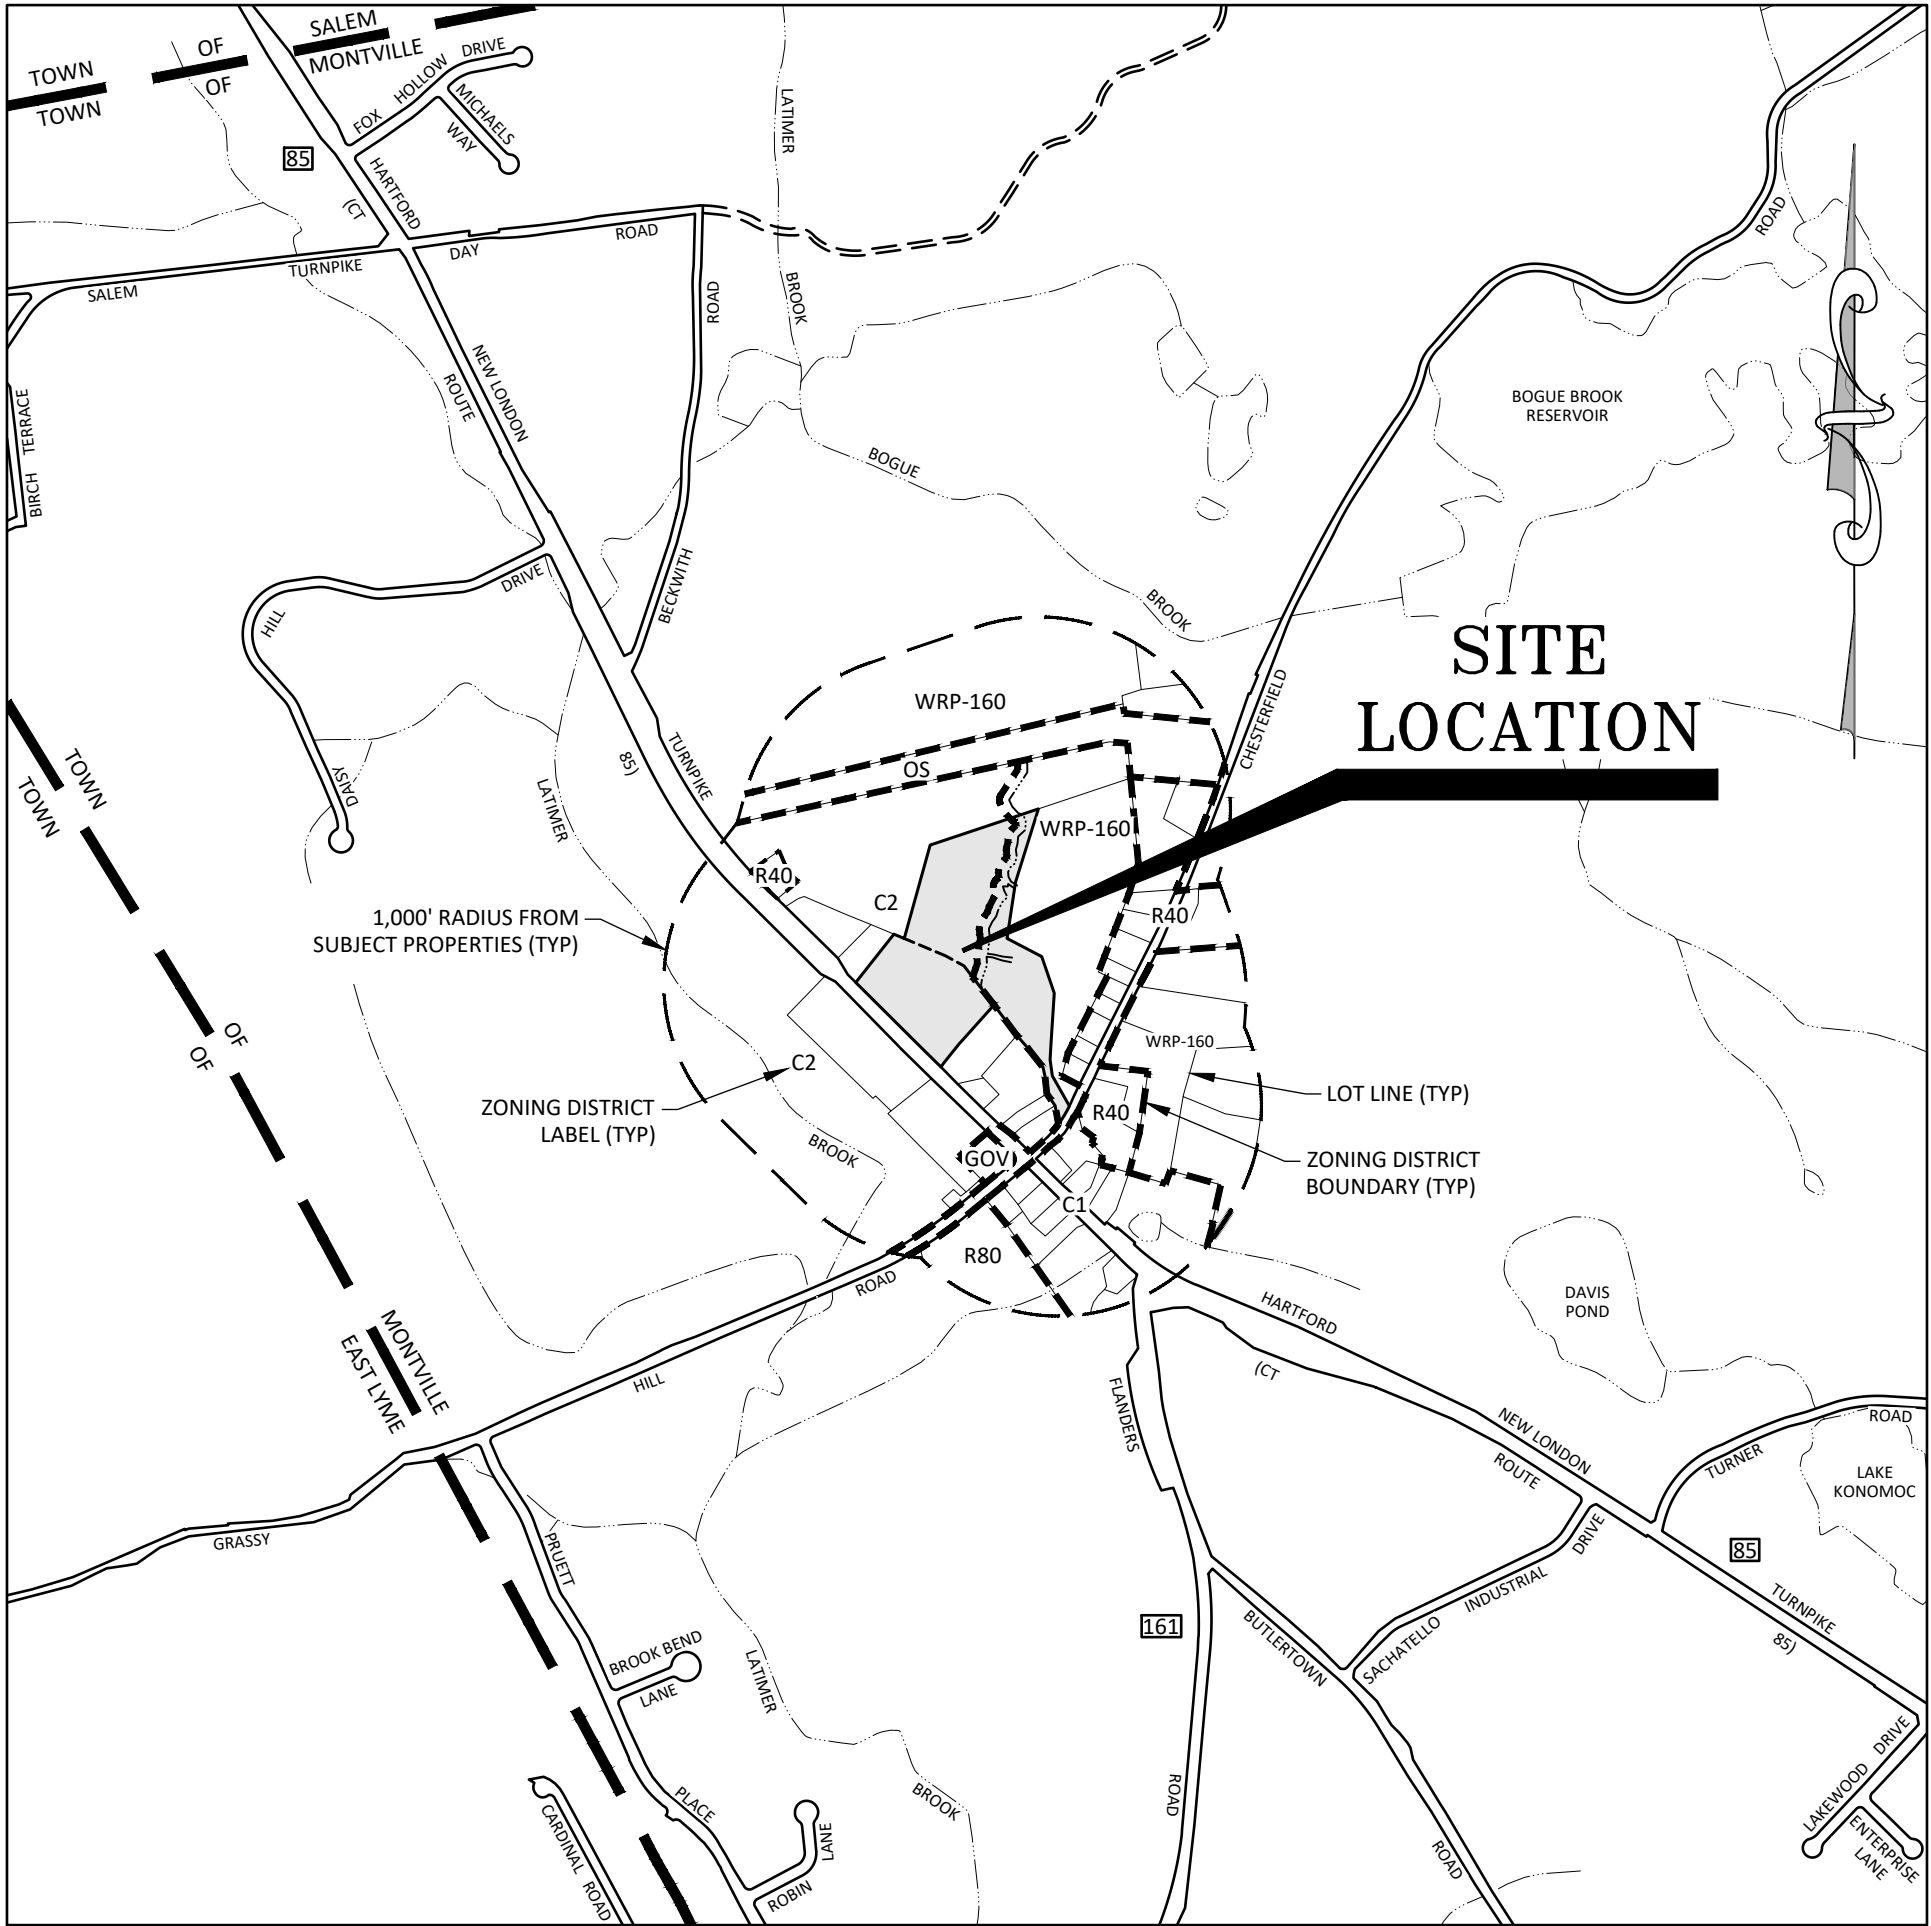 TOWN OF SALEM
TOWN OF MONTVILLE
FOX HOLLOW DRIVE
MICHAELS
WAY
85
HARTFORD
(CT
LATIMER
BROOK
DAY ROAD
SALEM TURNPIKE
ROAD
BECKWITH
NEW LONDON
ROUTE
BIRCH TERRACE
BOGUE
BROOK
BOGUE BROOK
RESERVOIR
ROAD
CHESTERFIELD
DRIVE
HILL
DAISY
SITE
LOCATION
WRP-160
OS
TURNPIKE
85)
LATIMER
BROOK
WRP-160
R40
C2
R40
1,000' RADIUS FROM
SUBJECT PROPERTIES (TYP)
WRP-160
C2
ZONING DISTRICT
LABEL (TYP)
LOT LINE (TYP)
R40
ZONING DISTRICT
BOUNDARY (TYP)
GOV
C1
R80
TOWN OF MONTVILLE
TOWN OF EAST LYME
GRASSY HILL ROAD
HARTFORD
(CT
DAVIS
POND
FLANDERS
NEW LONDON
ROUTE
TURNER ROAD
LAKE
KONOMOC
85
TURNPIKE
85)
PRUETT
PLACE
BROOK BEND
LANE
LATIMER
BROOK
161
ROAD
BUTLERTOWN
ROAD
SACHATELLO INDUSTRIAL DRIVE
LAKEWOOD DRIVE
ENTERPRISE
LANE
CARDINAL ROAD
ROBIN LANE